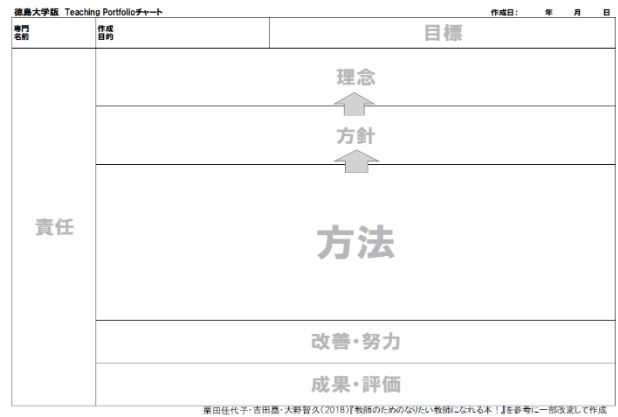 徳島大学版 Teaching Portfolioチャート
作成日: 年 月 日
専門
名前
作成
目的
目標
理念
方針
責任
方法
改善・努力
成果・評価
栗田佳代子・吉田塁・大野智久(2018)『教師のためのなりたい教師になれる本!』を参考に一部改変して作成